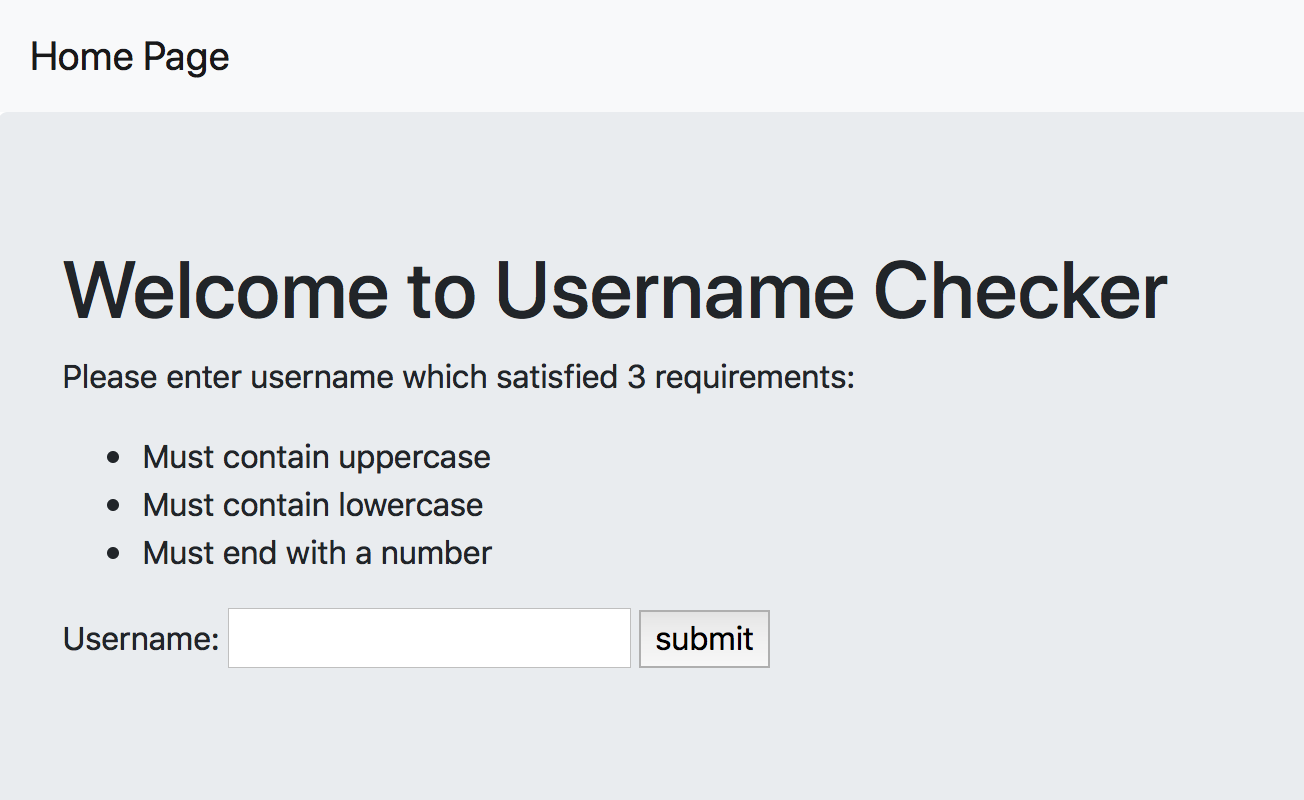 Home Page
Welcome to Username Checker
Please enter username which satisfied 3 requirements:
Must contain uppercase
Must contain lowercase
Must end with a number
Username: submit